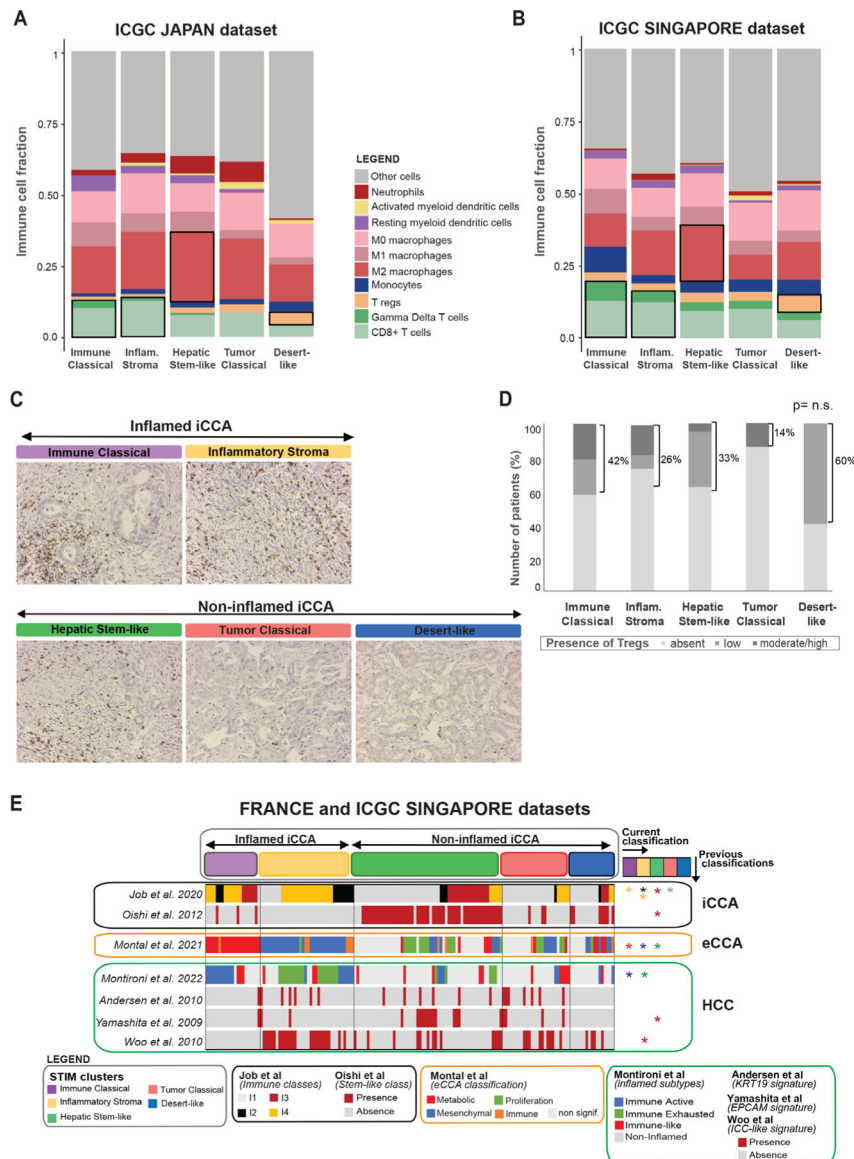 A
ICGC JAPAN dataset
Immune cell fraction
1
0.75
0.50
0.25
0.0
Immune Classical
Inflam. Stroma
Hepatic Stem-like
Tumor Classical
Desert-like
LEGEND
Other cells
Neutrophils
Activated myeloid dendritic cells
Resting myeloid dendritic cells
M0 macrophages
M1 macrophages
M2 macrophages
Monocytes
T regs
Gamma Delta T cells
CD8+ T cells
B
ICGC SINGAPORE dataset
Immune cell fraction
1
0.75
0.50
0.25
0.0
Immune Classical
Inflam. Stroma
Hepatic Stem-like
Tumor Classical
Desert-like
C
Inflamed iCCA
Immune Classical
Inflammatory Stroma
Non-inflamed iCCA
Hepatic Stem-like
Tumor Classical
Desert-like
D
p= n.s.
Number of patients (%)
100
80
60
40
20
0
42%
26%
33%
14%
60%
Immune Classical
Inflam. Stroma
Hepatic Stem-like
Tumor Classical
Desert-like
Presence of Tregs
absent
low
moderate/high
E
FRANCE and ICGC SINGAPORE datasets
Inflamed iCCA
Non-inflamed iCCA
Current classification
Previous classifications
Job et al. 2020
Oishi et al. 2012
iCCA
Montal et al. 2021
eCCA
Montironi et al. 2022
Andersen et al. 2010
Yamashita et al. 2009
Woo et al. 2010
HCC
LEGEND
STIM clusters
Immune Classical
Inflammatory Stroma
Hepatic Stem-like
Tumor Classical
Desert-like
Job et al
(Immune classes)
I1
I2
I3
I4
Oishi et al
(Stem-like class)
Presence
Absence
Montal et al
(eCCA classification)
Metabolic
Mesenchymal
Proliferation
Immune
non signif.
Montironi et al
(inflamed subtypes)
Immune Active
Immune Exhausted
Immune-like
Non-Inflamed
Andersen et al
(KRT19 signature)
Yamashita et al
(EPCAM signature)
Woo et al
(ICC-like signature)
Presence
Absence